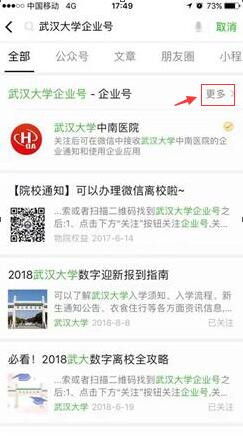 中国移动 4G 17:49
武汉大学企业号 取消
全部 公众号 文章 朋友圈 小程
武汉大学企业号 - 企业号 更多 >
武汉大学中南医院
关注后可在微信中接收武汉大学中南医院的企
业通知和使用企业应用
【院校通知】可以办理微信离校啦~
...索或者扫描二维码找到武汉大学企业号之
后:1、点击下方“关注”按钮关注企业号,关...
物院权益 2017-6-14
2018武汉大学数字迎新报到指南
可以了解武汉大学入学须知、入学流程、新
生通知公告、衣食住行等各方面资讯信息,...
武汉大学 2018-8-8 已关注
必看！2018武大数字离校全攻略
...索或者扫描二维码找到武汉大学企业号之
后:1、点击下方“关注”按钮关注企业号,关...
武汉大学 2018-6-19 已关注